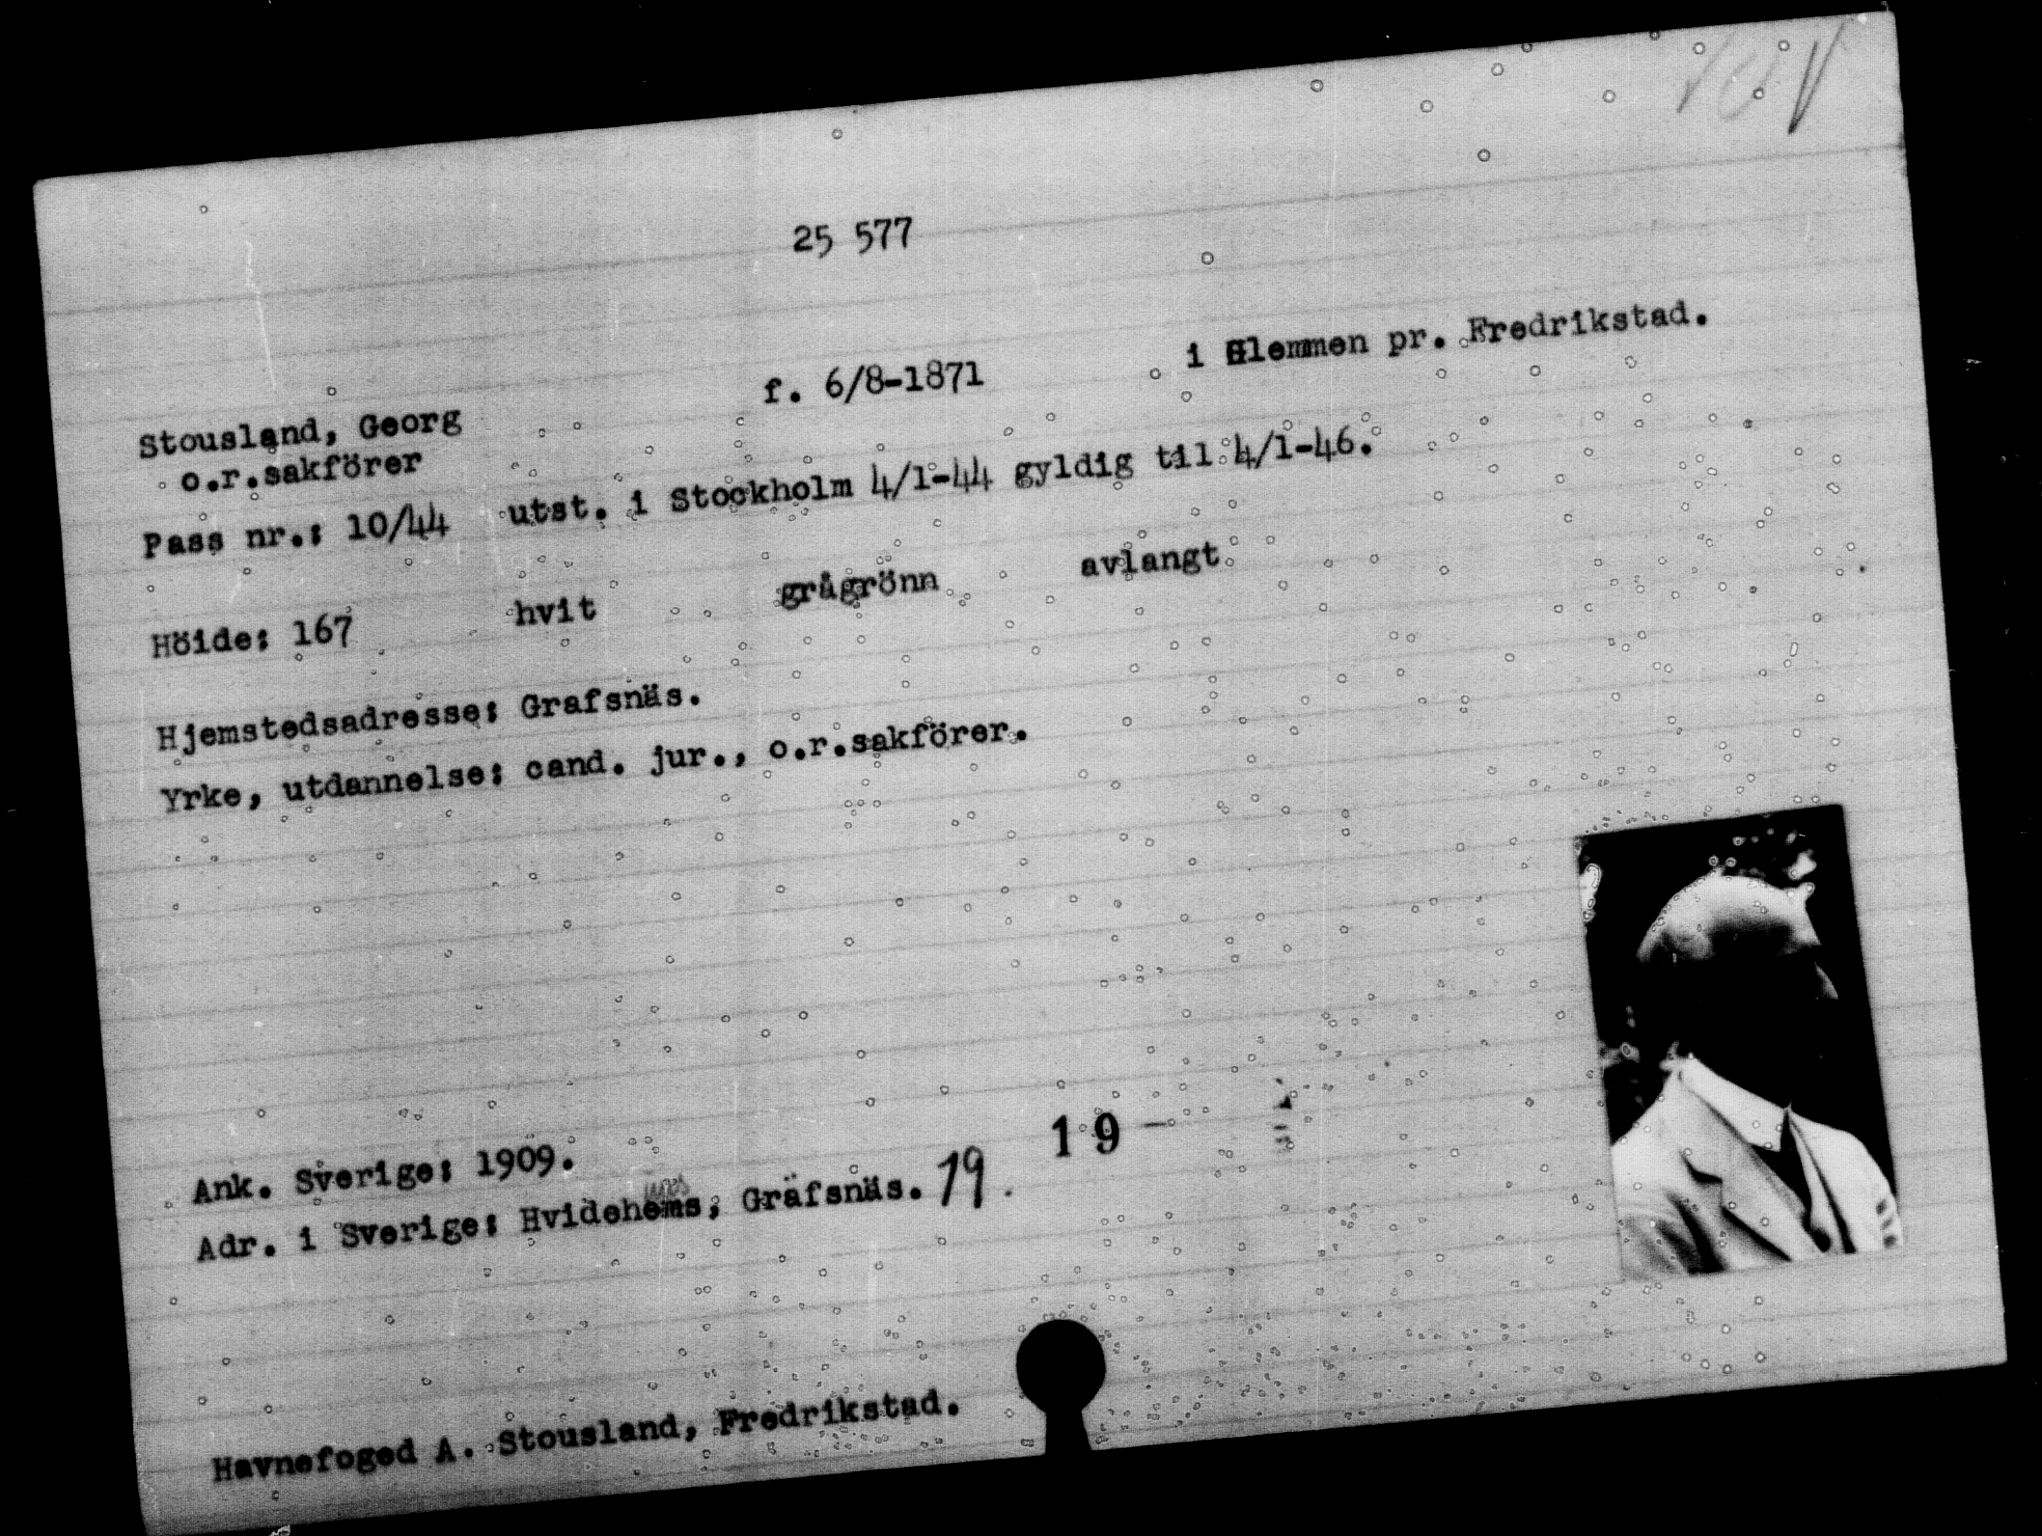 25 577
Stousland, Georg f. 6/8-1871 i Glemmen pr. Fredrikstad.
o.r.sakförer
Pass nr.: 10/44 utst. i Stockholm 4/1-44 gyldig til 4/1-46.
Höide: 167 hvit grågrönn avlangt
Hjemstedsadresse: Grafsnäs.
Yrke, utdannelse: cand. jur., o.r.sakförer.
Ank. Sverige: 1909.
19
Adr. i Sverige: Hvidehems, Gräfsnäs. 19.
Havnefoged A. Stousland, Fredrikstad.